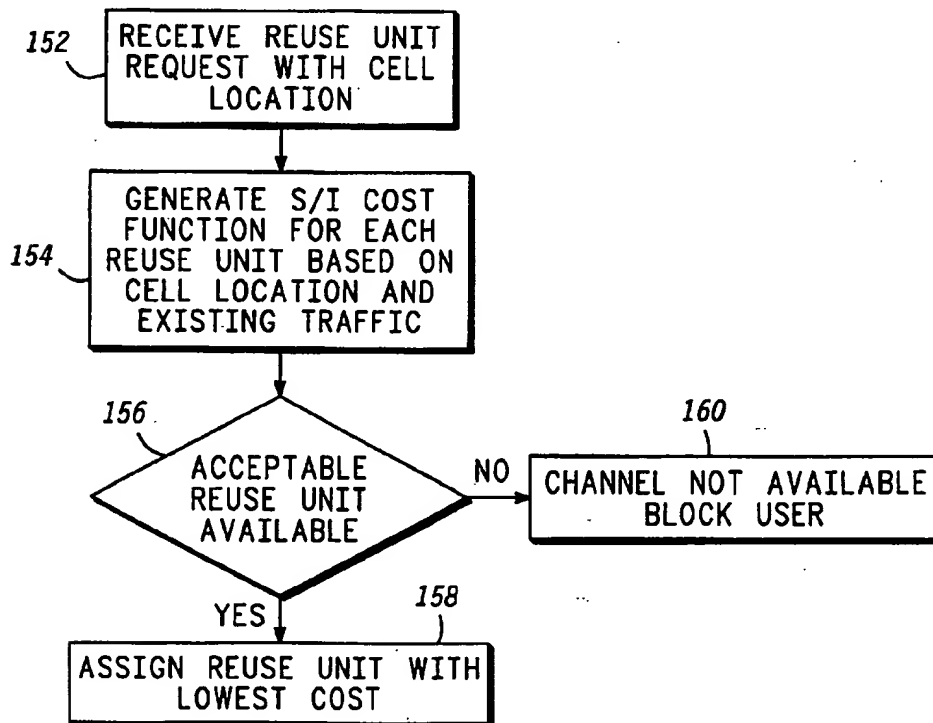 152
RECEIVE REUSE UNIT
REQUEST WITH CELL
LOCATION
154
GENERATE S/I COST
FUNCTION FOR EACH
REUSE UNIT BASED ON
CELL LOCATION AND
EXISTING TRAFFIC
156
ACCEPTABLE
REUSE UNIT
AVAILABLE
NO
160
CHANNEL NOT AVAILABLE
BLOCK USER
YES
158
ASSIGN REUSE UNIT WITH
LOWEST COST